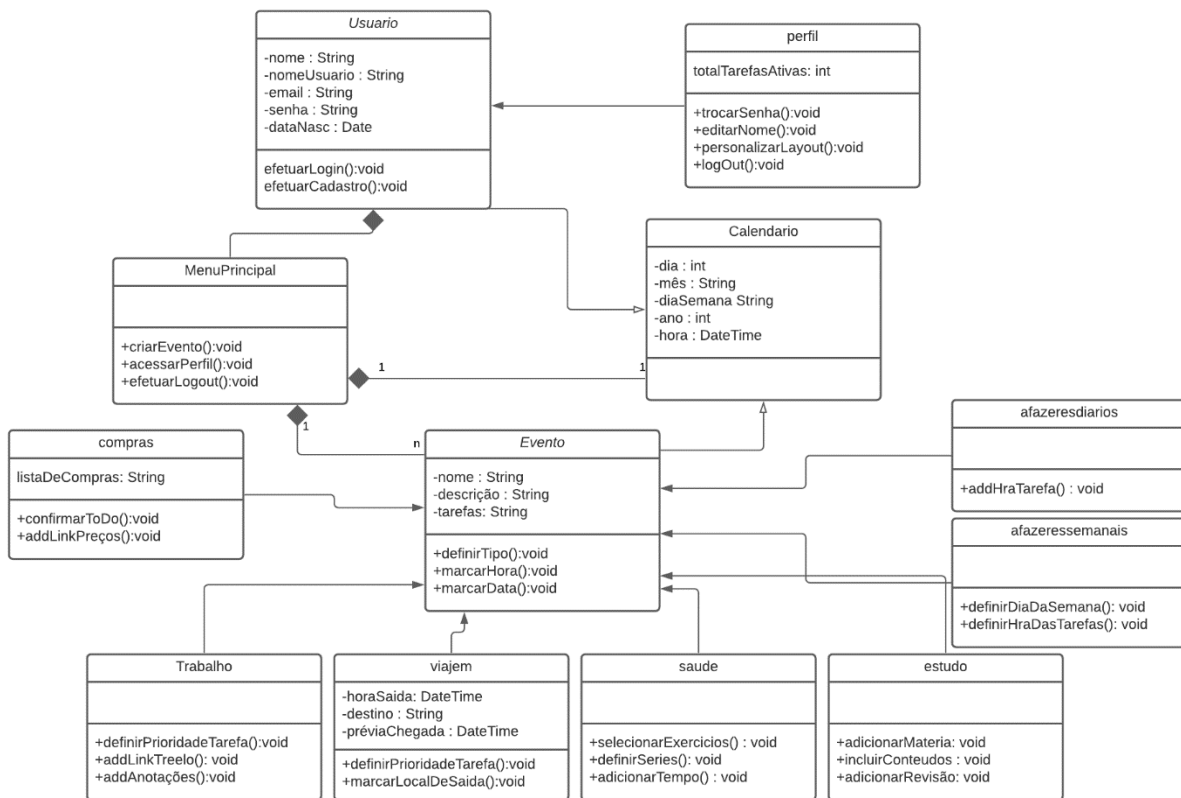 Usuario
-nome : String
-nomeUsuario : String
-email : String
-senha : String
-dataNasc : Date
efetuarLogin():void
efetuarCadastro():void
perfil
totalTarefasAtivas: int
+trocarSenha():void
+editarNome():void
+personalizarLayout():void
+logOut():void
MenuPrincipal
+criarEvento():void
+acessarPerfil():void
+efetuarLogout():void
Calendario
-dia : int
-mês : String
-diaSemana String
-ano : int
-hora : DateTime
1
1
1
n
compras
listaDeCompras: String
+confirmarToDo():void
+addLinkPreços():void
Evento
-nome : String
-descrição : String
-tarefas: String
+definirTipo():void
+marcarHora():void
+marcarData():void
afazeresdiarios
+addHraTarefa() : void
afazeressemanais
+definirDiaDaSemana(): void
+definirHraDasTarefas(): void
Trabalho
+definirPrioridadeTarefa():void
+addLinkTreelo(): void
+addAnotações():void
viajem
-horaSaida: DateTime
-destino : String
-préviaChegada : DateTime
+definirPrioridadeTarefa():void
+marcarLocalDeSaida():void
saude
+selecionarExercicios() : void
+definirSeries(): void
+adicionarTempo() : void
estudo
+adicionarMateria: void
+incluirConteudos : void
+adicionarRevisão: void